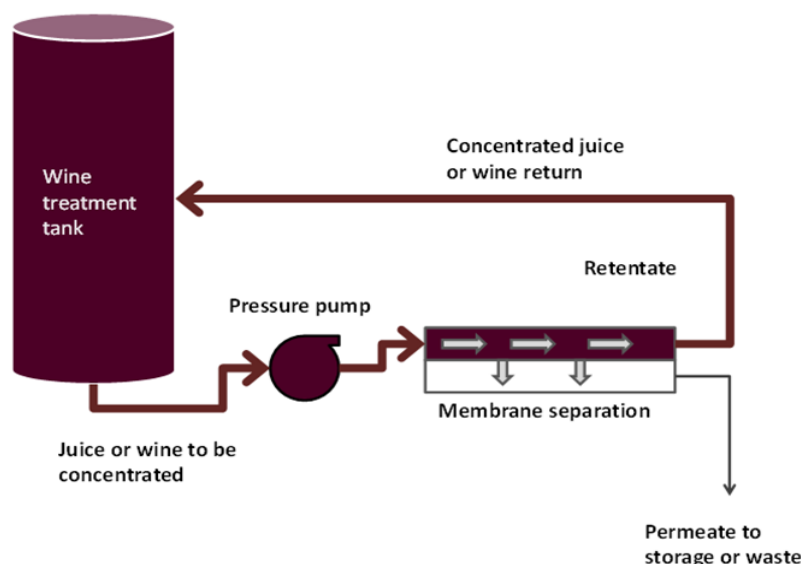 Concentrated juice
or wine return
Wine
treatment
tank
Retentate
Pressure pump
Membrane separation
Juice or wine to be
concentrated
Permeate to
storage or waste